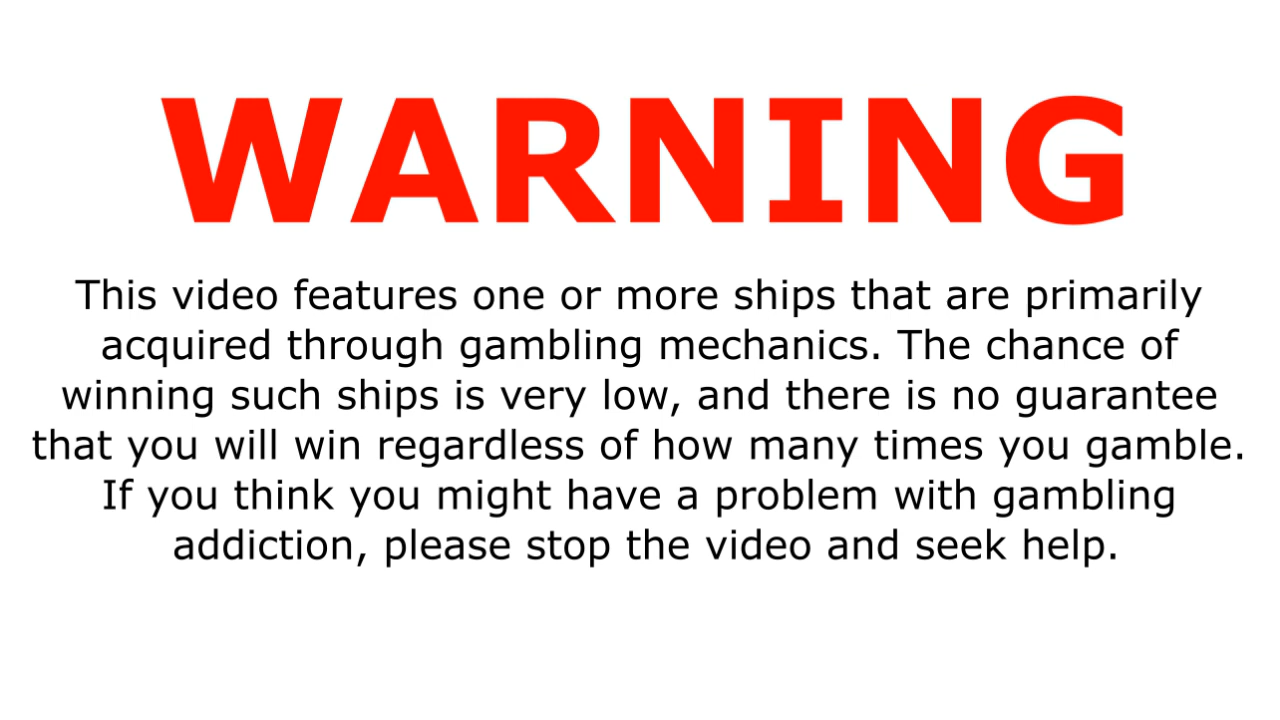 WARNING
This video features one or more ships that are primarily
acquired through gambling mechanics. The chance of
winning such ships is very low, and there is no guarantee
that you will win regardless of how many times you gamble.
If you think you might have a problem with gambling
addiction, please stop the video and seek help.